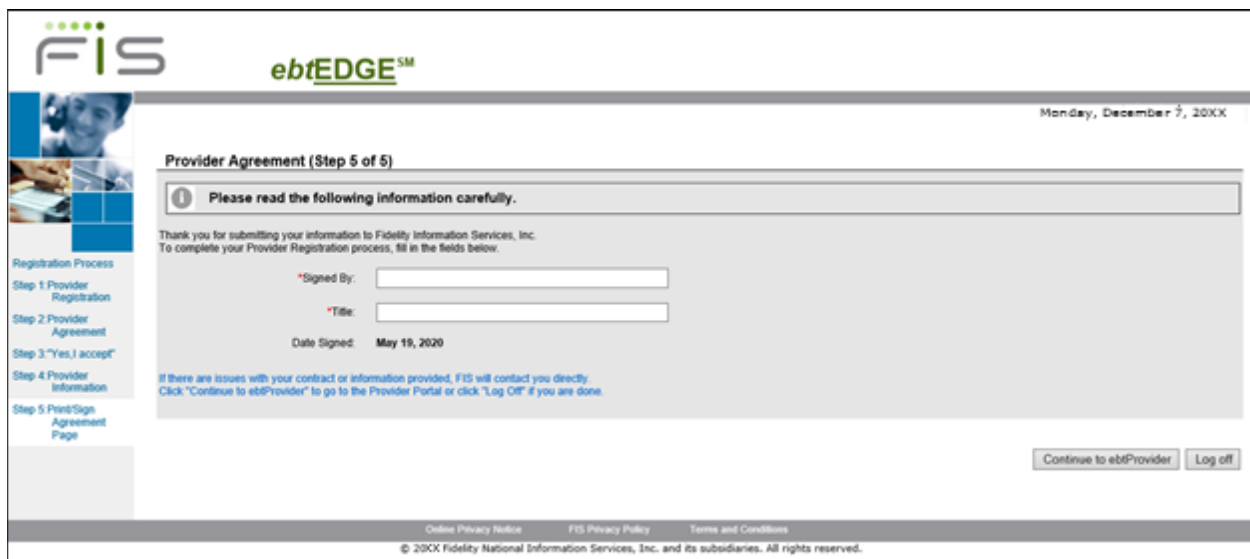 FIS
ebtEDGE SM
Monday, December 7, 20XX
Provider Agreement (Step 5 of 5)
Please read the following information carefully.
Thank you for submitting your information to Fidelity Information Services, Inc.
To complete your Provider Registration process, fill in the fields below.
*Signed By:
*Title:
Date Signed: May 19, 2020
If there are issues with your contract or information provided, FIS will contact you directly.
Click "Continue to ebtProvider" to go to the Provider Portal or click "Log Off" if you are done.
Registration Process
Step 1:Provider
Registration
Step 2:Provider
Agreement
Step 3:"Yes,I accept"
Step 4:Provider
Information
Step 5:Print/Sign
Agreement
Page
Continue to ebtProvider Log off
Online Privacy Notice FIS Privacy Policy Terms and Conditions
© 20XX Fidelity National Information Services, Inc. and its subsidiaries. All rights reserved.